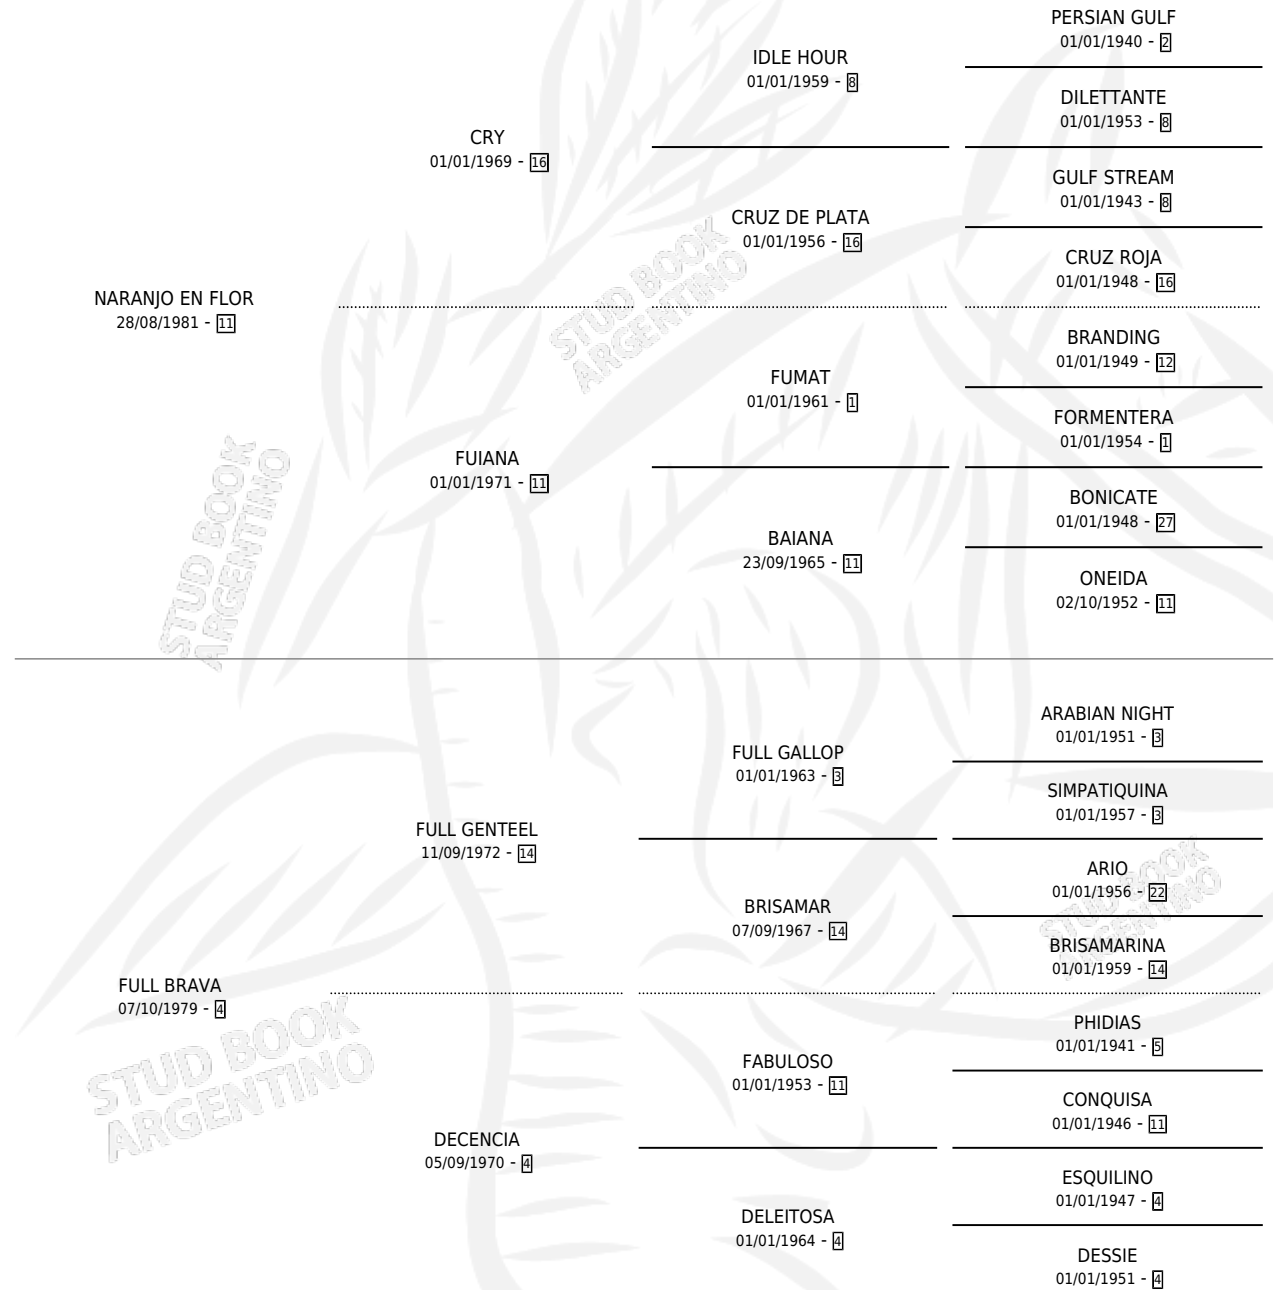 PERSIAN GULF
01/01/1940 - 2
IDLE HOUR
01/01/1959 - 8
DILETTANTE
01/01/1953 - 8
CRY
01/01/1969 - 16
GULF STREAM
01/01/1943 - 8
CRUZ DE PLATA
01/01/1956 - 16
CRUZ ROJA
01/01/1948 - 16
NARANJO EN FLOR
28/08/1981 - 11
STUD BOOK
ARGENTINO
BRANDING
01/01/1949 - 12
FUMAT
01/01/1961 - 1
FORMENTERA
01/01/1954 - 1
FUIANA
01/01/1971 - 11
BONICATE
01/01/1948 - 27
BAIANA
23/09/1965 - 11
ONEIDA
02/10/1952 - 11
STUD BOOK
ARGENTINO
ARABIAN NIGHT
01/01/1951 - 3
FULL GALLOP
01/01/1963 - 3
SIMPATIQUINA
01/01/1957 - 3
FULL GENTEEL
11/09/1972 - 14
ARIO
01/01/1956 - 22
BRISAMAR
07/09/1967 - 14
STUD BOOK
ARGENTINO
BRISAMARINA
01/01/1959 - 14
FULL BRAVA
07/10/1979 - 4
PHIDIAS
01/01/1941 - 5
FABULOSO
01/01/1953 - 11
CONQUISA
01/01/1946 - 11
STUD BOOK
ARGENTINO
DECENCIA
05/09/1970 - 4
ESQUILINO
01/01/1947 - 4
DELEITOSA
01/01/1964 - 4
DESSIE
01/01/1951 - 4